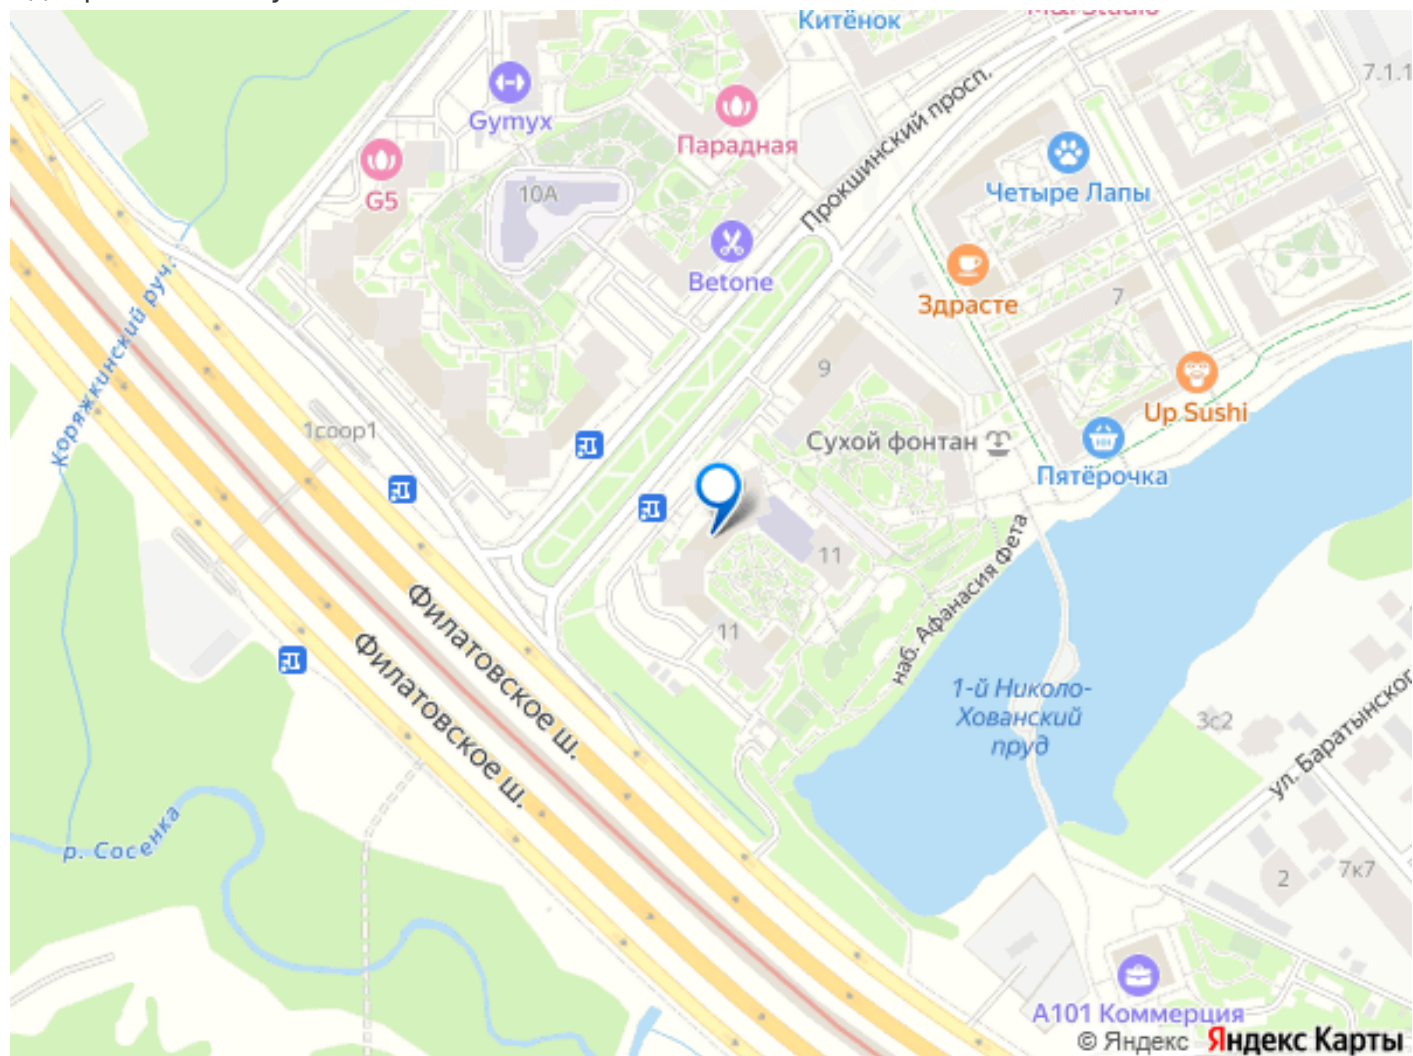 Китёнок
7.1.1
Gymyx
Парадная
Прокшинский просп.
G5
10А
Четыре Лапы
Betone
Здрасте
7
Коряжкинский руч.
9
Up Sushi
1соор1
Сухой фонтан
Пятёрочка
11
11
наб. Афанасия Фета
Филатовское ш.
Филатовское ш.
1-й Николо-
Хованский
пруд
3с2
ул. Баратынског
р. Сосенка
2
7к7
А101 Коммерция
© Яндекс Яндекс Карты